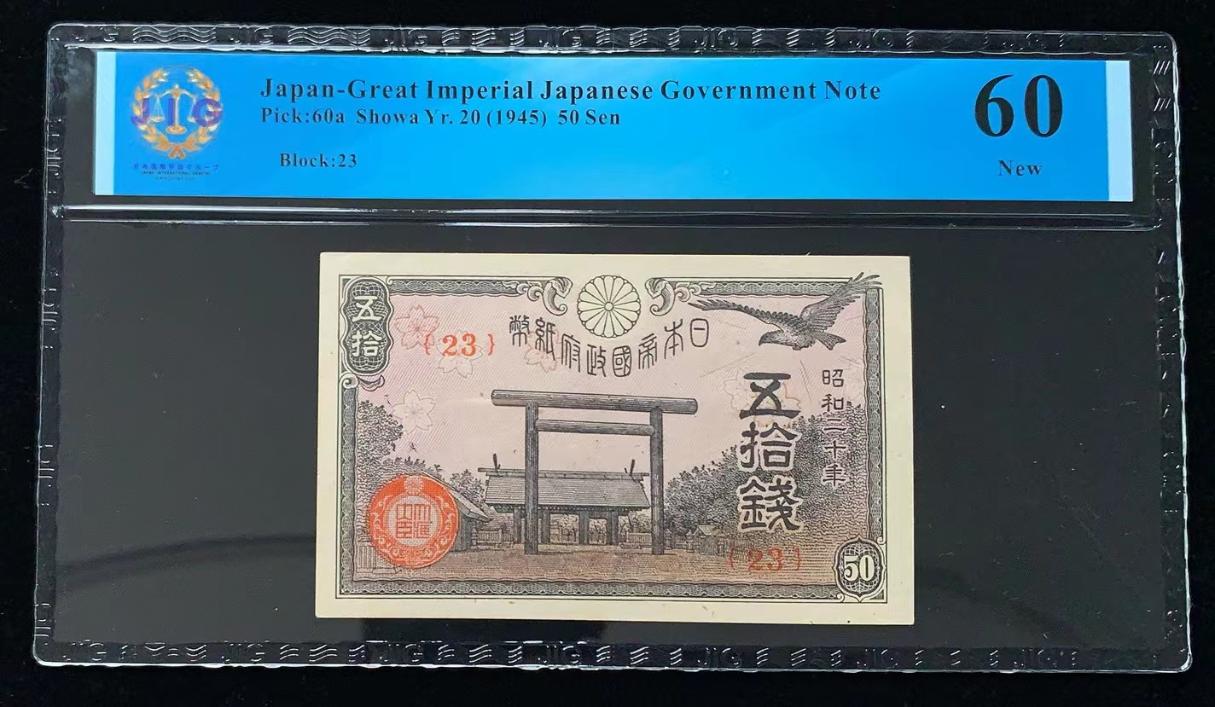 Japan-Great Imperial Japanese Government Note
Pick:60a Showa Yr. 20 (1945) 50 Sen
Block:23
60
New
JIG
五拾
{23}
日本帝國政府紙幣
昭和二十年
五拾錢
{23}
50